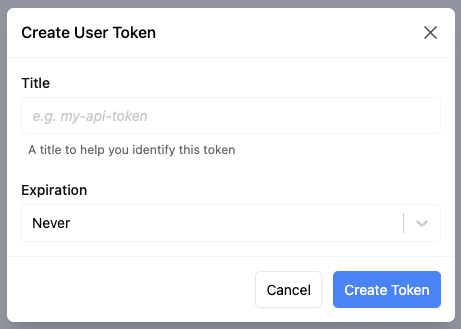 Create User Token
Title
e.g. my-api-token
A title to help you identify this token
Expiration
Never
Cancel
Create Token